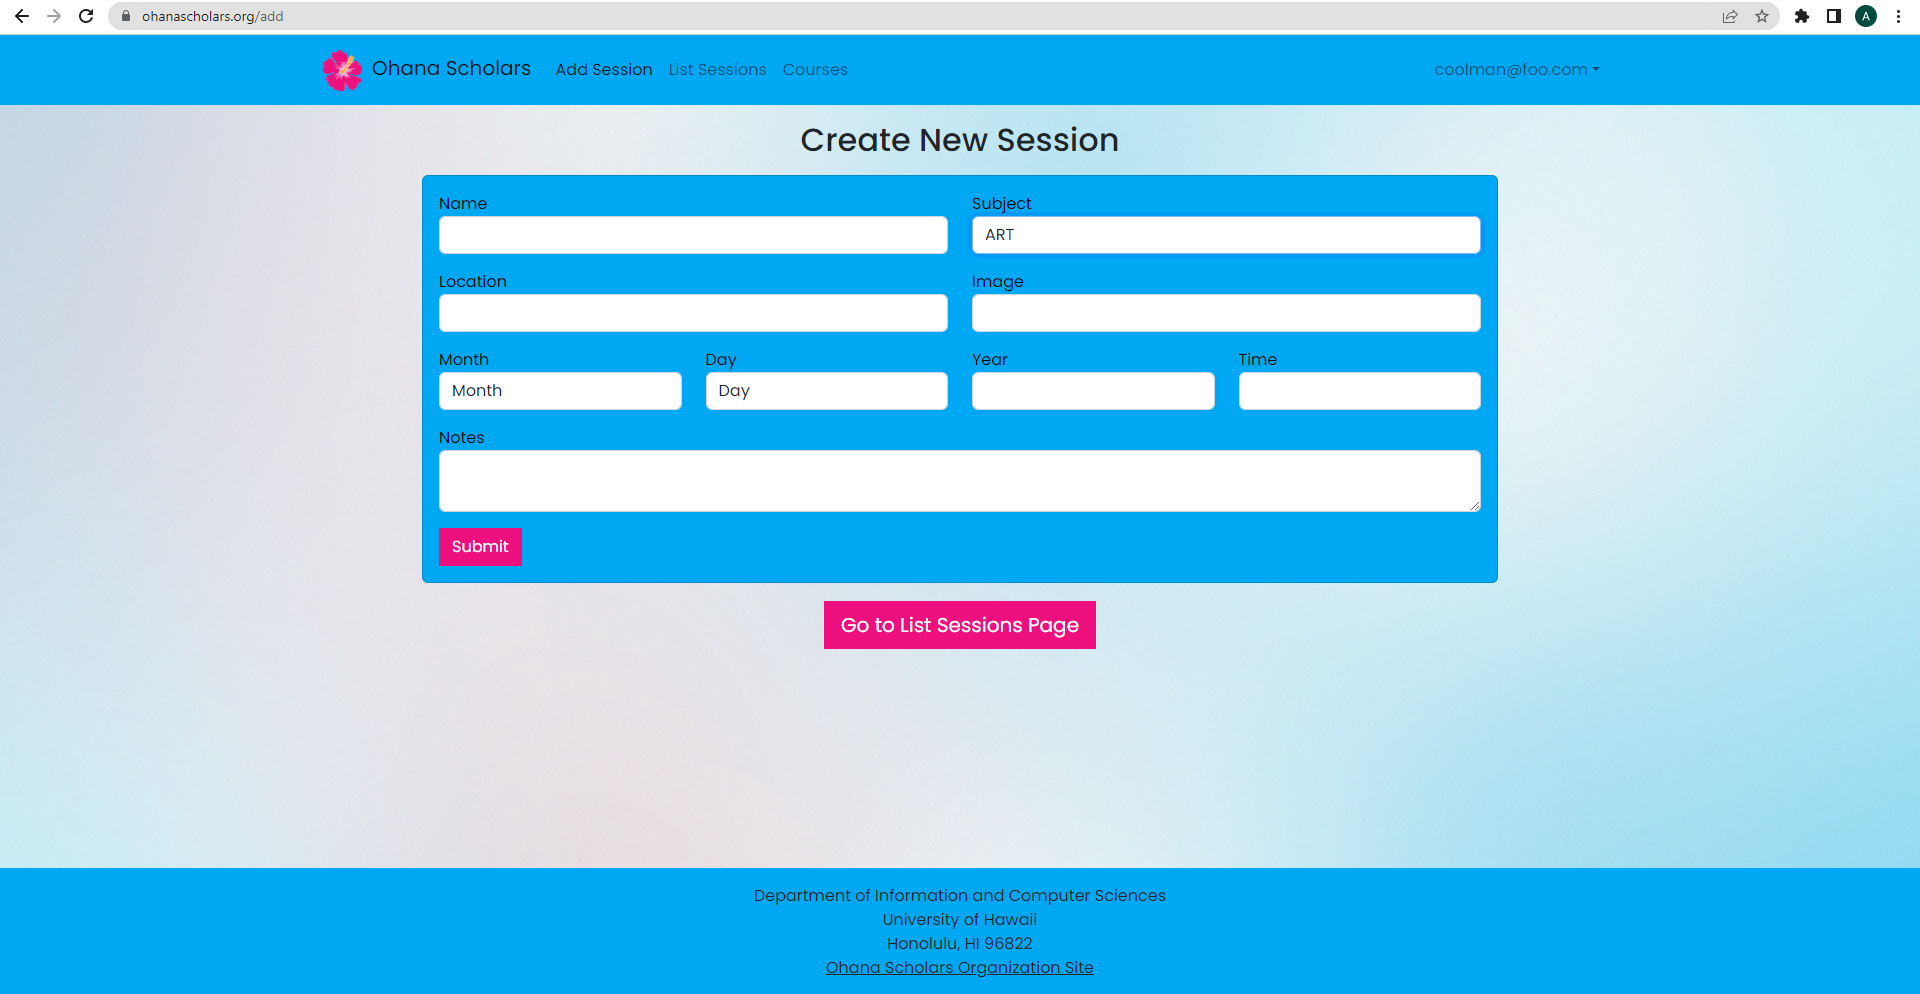 ohanascholars.org/add
A
Ohana Scholars Add Session List Sessions Courses coolman@foo.com
Create New Session
Name Subject
ART
Location Image
Month Day Year Time
Month Day
Notes
Submit
Go to List Sessions Page
Department of Information and Computer Sciences
University of Hawaii
Honolulu, HI 96822
Ohana Scholars Organization Site